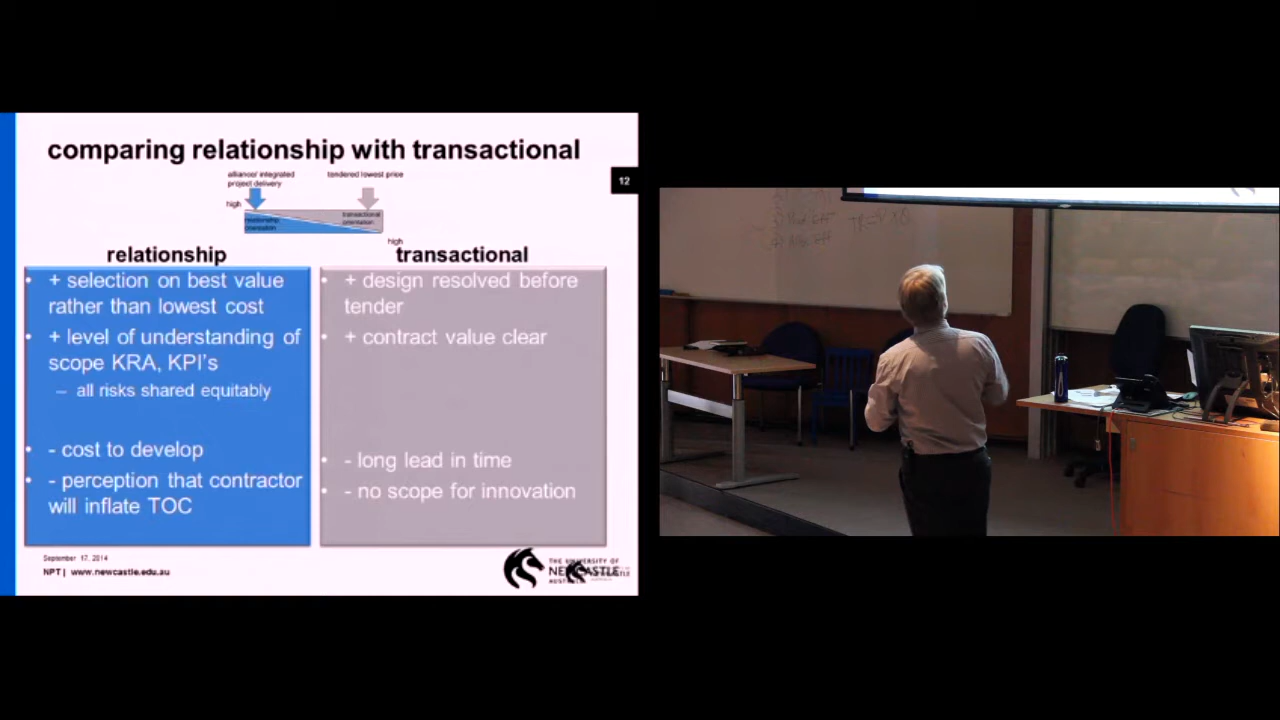 comparing relationship with transactional
alliance/ integrated
project delivery
tendered lowest price
12
high
relationship
orientation
transactional
orientation
high
relationship
transactional
• + selection on best value
rather than lowest cost
• + level of understanding of
scope KRA, KPI's
– all risks shared equitably
• - cost to develop
• - perception that contractor
will inflate TOC
• + design resolved before
tender
• + contract value clear
• - long lead in time
• - no scope for innovation
September 17, 2014
NPT | www.newcastle.edu.au
THE UNIVERSITY OF
NEWCASTLE
AUSTRALIA